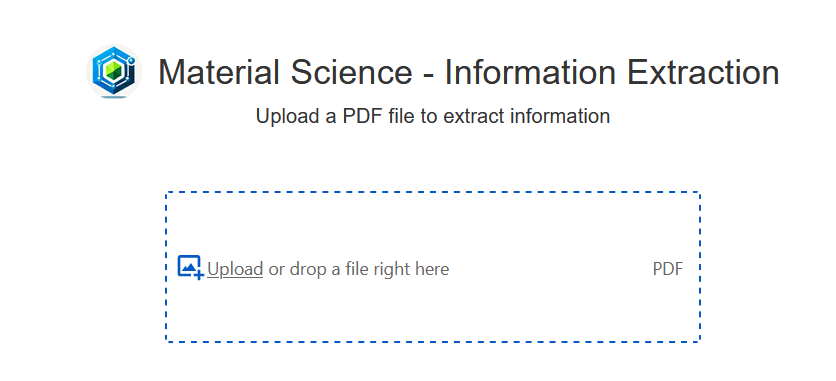 Material Science - Information Extraction
Upload a PDF file to extract information
Upload or drop a file right here PDF